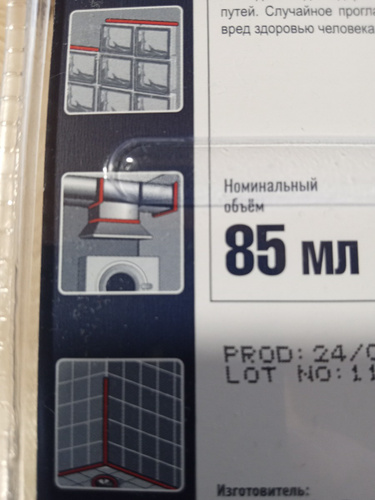 путей. Случайное прогла
вред здоровью человека
Номинальный
объём
85 мл
PROD: 24/0
LOT NO: 11
Изготовитель: